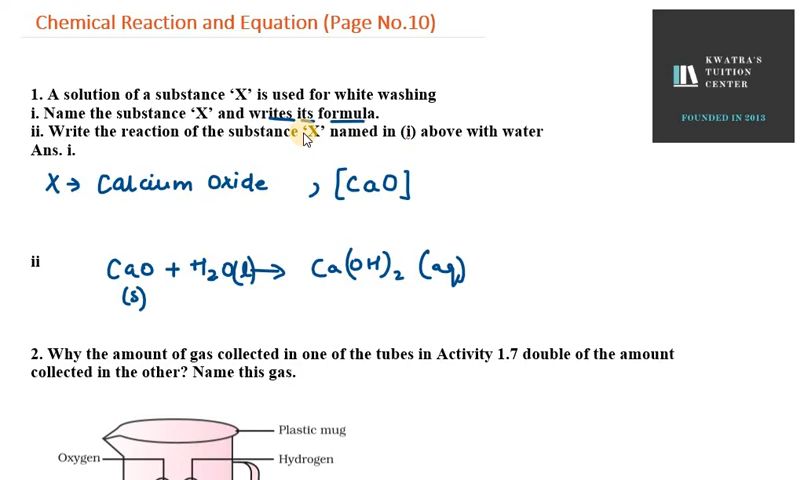 Chemical Reaction and Equation (Page No.10)
KWATRA'S
TUITION
CENTER
FOUNDED IN 2013
1. A solution of a substance ‘X’ is used for white washing
i. Name the substance ‘X’ and writes its formula.
ii. Write the reaction of the substance ‘X’ named in (i) above with water
Ans. i.
X → Calcium Oxide , [CaO]
ii CaO + H₂O(l) → Ca(OH)₂ (aq)
(s)
2. Why the amount of gas collected in one of the tubes in Activity 1.7 double of the amount
collected in the other? Name this gas.
Plastic mug
Oxygen
Hydrogen